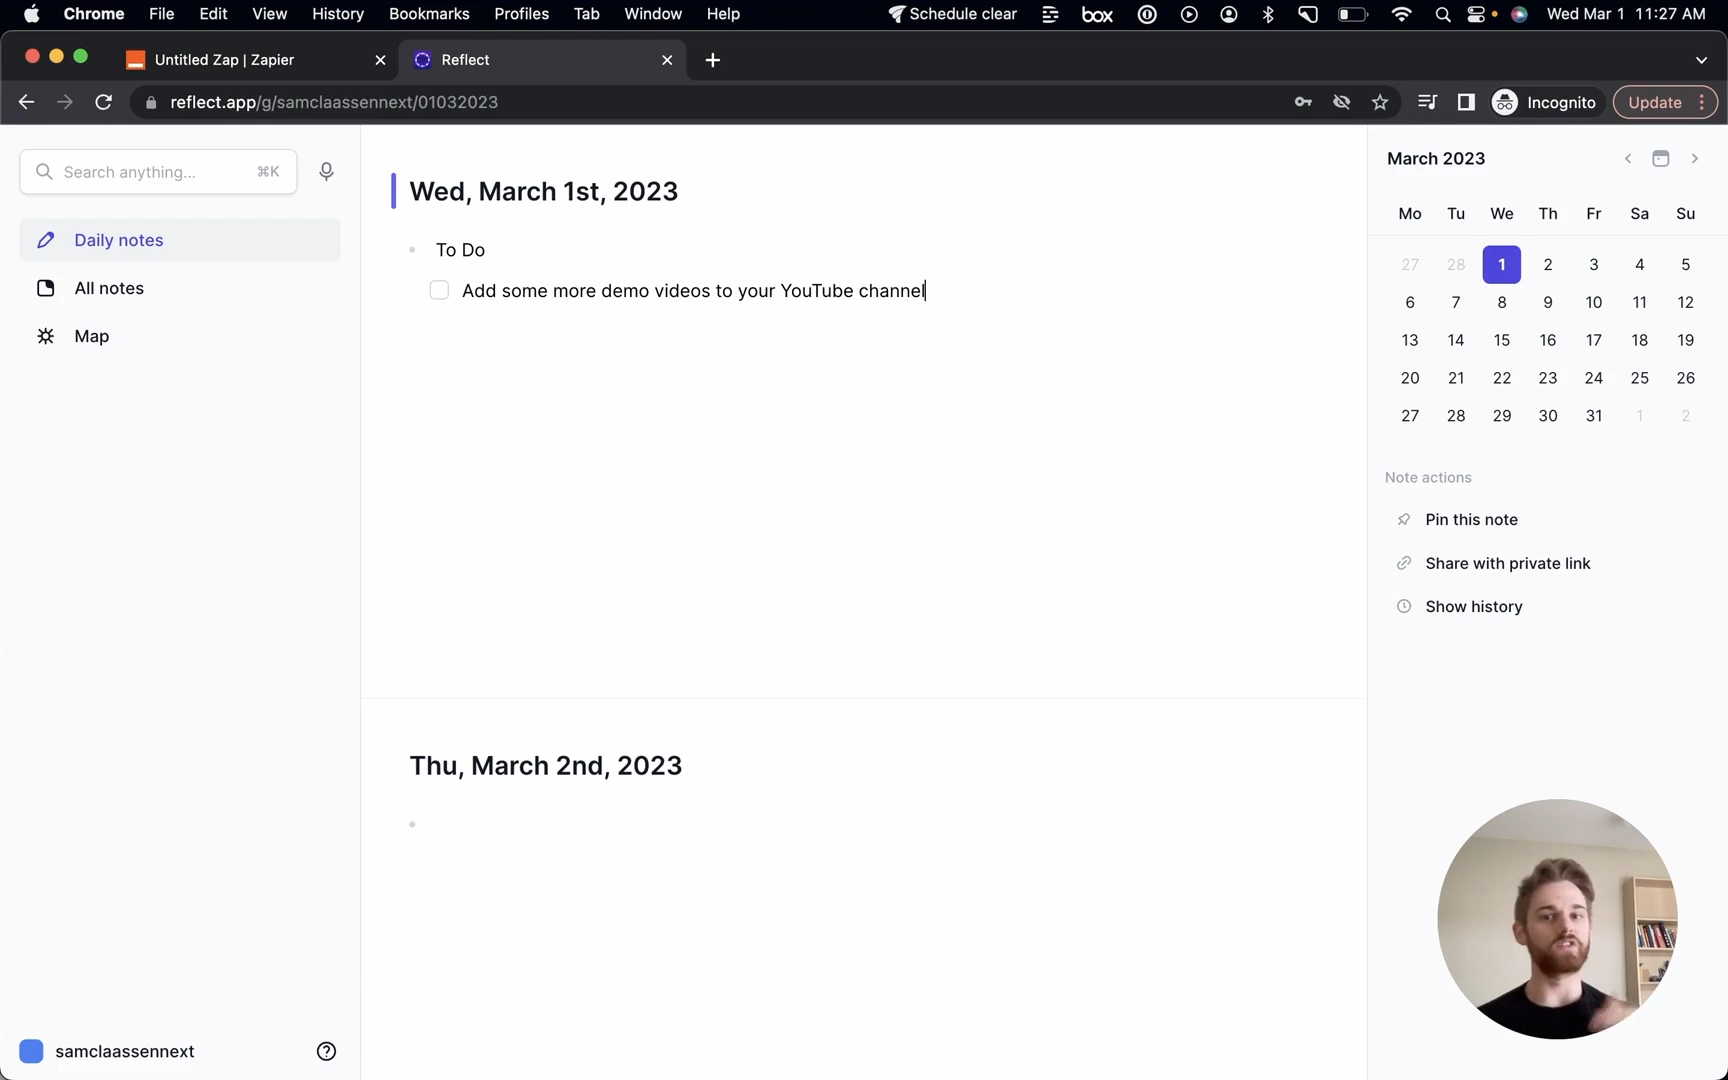 Chrome File Edit View History Bookmarks Profiles Tab Window Help Schedule clear box Wed Mar 1 11:27 AM
Untitled Zap | Zapier Reflect
reflect.app/g/samclaassennext/01032023 Incognito Update
Search anything... ⌘K
Daily notes
All notes
Map
samclaassennext
Wed, March 1st, 2023
To Do
Add some more demo videos to your YouTube channel
Thu, March 2nd, 2023
March 2023
Mo Tu We Th Fr Sa Su
27 28 1 2 3 4 5
6 7 8 9 10 11 12
13 14 15 16 17 18 19
20 21 22 23 24 25 26
27 28 29 30 31 1 2
Note actions
Pin this note
Share with private link
Show history